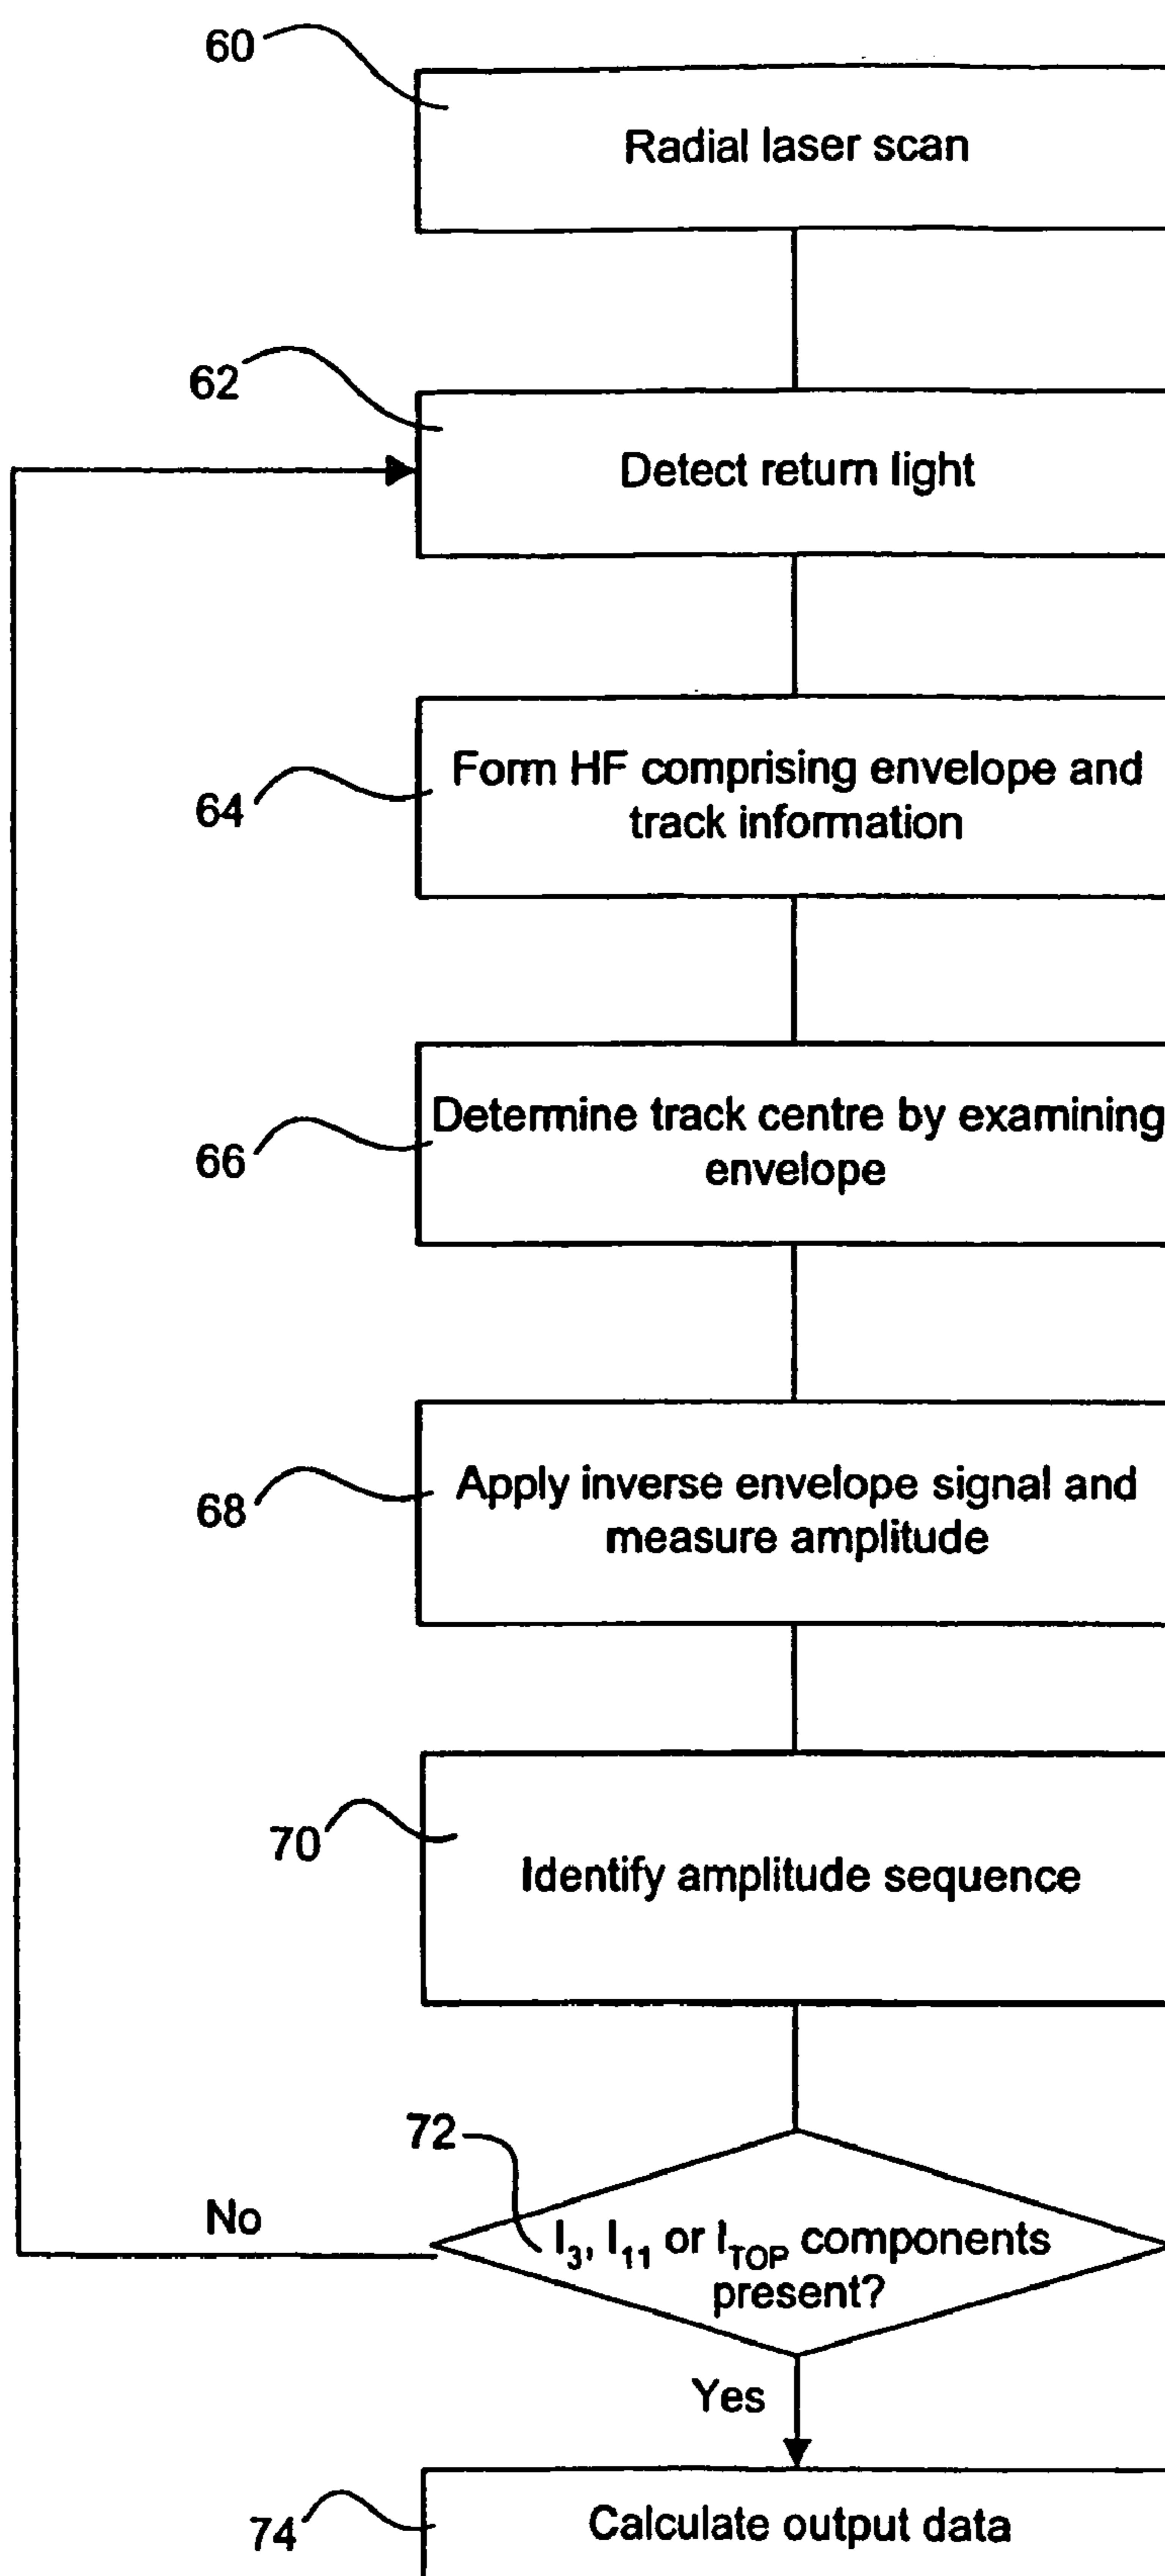 60
Radial laser scan
62
Detect return light
64
Form HF comprising envelope and
track information
66
Determine track centre by examining
envelope
68
Apply inverse envelope signal and
measure amplitude
70
Identify amplitude sequence
72
No
I3, I11 or ITOP components
present?
Yes
74
Calculate output data